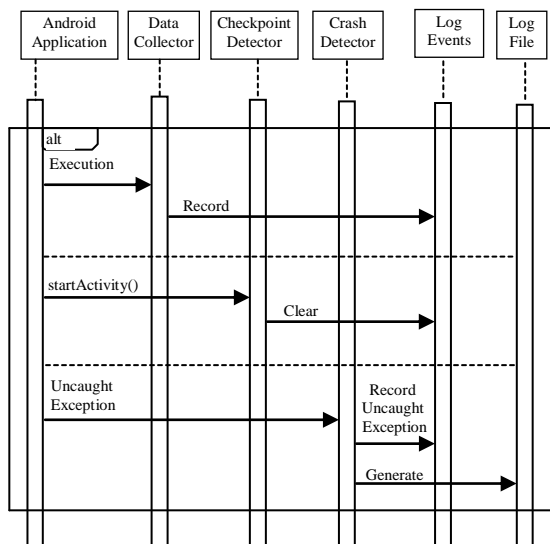 Android
Application
Data
Collector
Checkpoint
Detector
Crash
Detector
Log
Events
Log
File
alt
Execution
Record
startActivity()
Clear
Uncaught
Exception
Record
Uncaught
Exception
Generate